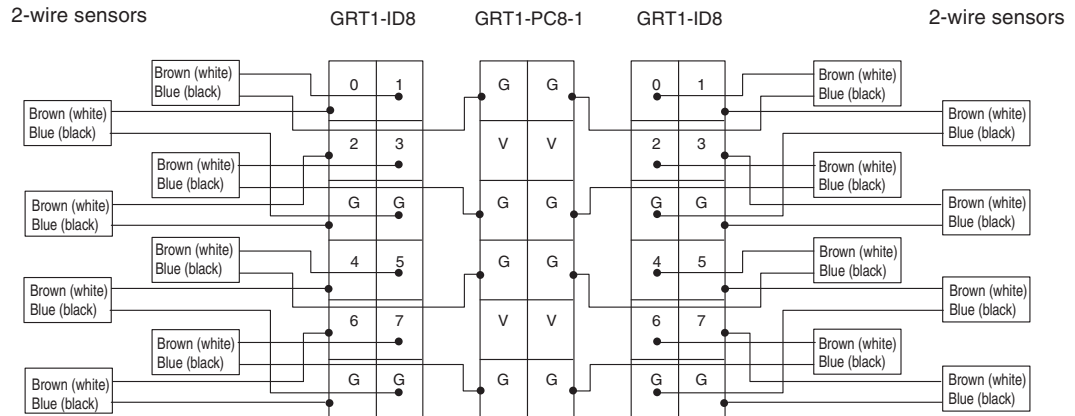 2-wire sensors GRT1-ID8 GRT1-PC8-1 GRT1-ID8 2-wire sensors
Brown (white)
Blue (black)
0 1 G G 0 1
Brown (white)
Blue (black)
Brown (white)
Blue (black)
Brown (white)
Blue (black)
2 3 V V 2 3
Brown (white)
Blue (black)
Brown (white)
Blue (black)
Brown (white)
Blue (black)
G G G G G G
Brown (white)
Blue (black)
Brown (white)
Blue (black)
4 5 G G 4 5
Brown (white)
Blue (black)
Brown (white)
Blue (black)
Brown (white)
Blue (black)
6 7 V V 6 7
Brown (white)
Blue (black)
Brown (white)
Blue (black)
Brown (white)
Blue (black)
G G G G G G
Brown (white)
Blue (black)